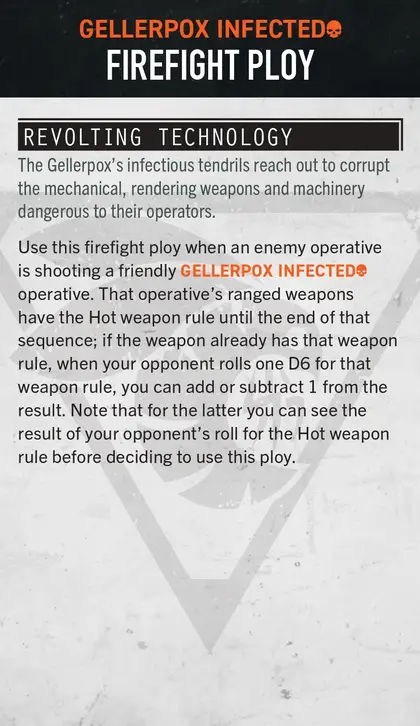 GELLERPOX INFECTED
FIREFIGHT PLOY
REVOLTING TECHNOLOGY
The Gellerpox's infectious tendrils reach out to corrupt
the mechanical, rendering weapons and machinery
dangerous to their operators.
Use this firefight ploy when an enemy operative
is shooting a friendly GELLERPOX INFECTED
operative. That operative's ranged weapons
have the Hot weapon rule until the end of that
sequence; if the weapon already has that weapon
rule, when your opponent rolls one D6 for that
weapon rule, you can add or subtract 1 from the
result. Note that for the latter you can see the
result of your opponent's roll for the Hot weapon
rule before deciding to use this ploy.